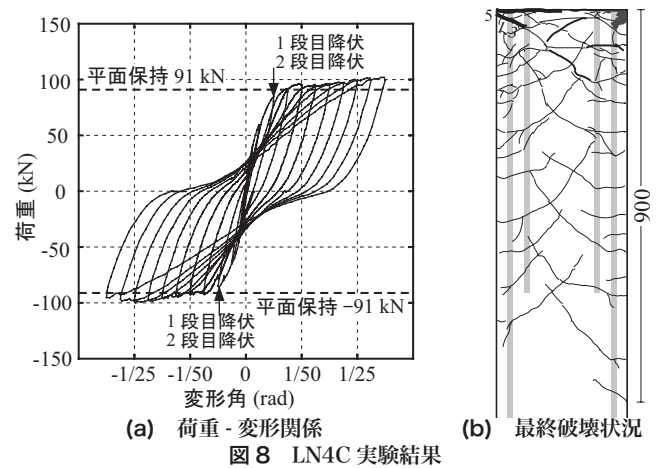 150
100
50
0
-50
-100
-150
荷重 (kN)
平面保持 91 kN
1 段目降伏
2 段目降伏
平面保持 −91 kN
1 段目降伏
2 段目降伏
-1/25
-1/50
0
1/50
1/25
変形角 (rad)
(a) 荷重 - 変形関係
5
900
(b) 最終破壊状況
図 8 LN4C 実験結果